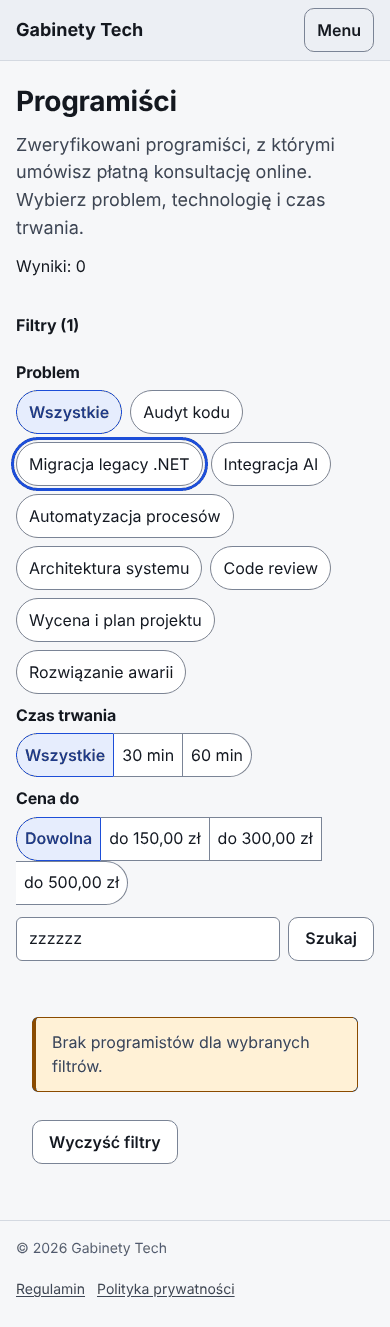 Gabinety Tech
Menu
Programiści
Zweryfikowani programiści, z którymi
umówisz płatną konsultację online.
Wybierz problem, technologię i czas
trwania.
Wyniki: 0
Filtry (1)
Problem
Wszystkie
Audyt kodu
Migracja legacy .NET
Integracja AI
Automatyzacja procesów
Architektura systemu
Code review
Wycena i plan projektu
Rozwiązanie awarii
Czas trwania
Wszystkie
30 min
60 min
Cena do
Dowolna
do 150,00 zł
do 300,00 zł
do 500,00 zł
zzzzzz
Szukaj
Brak programistów dla wybranych
filtrów.
Wyczyść filtry
© 2026 Gabinety Tech
Regulamin
Polityka prywatności